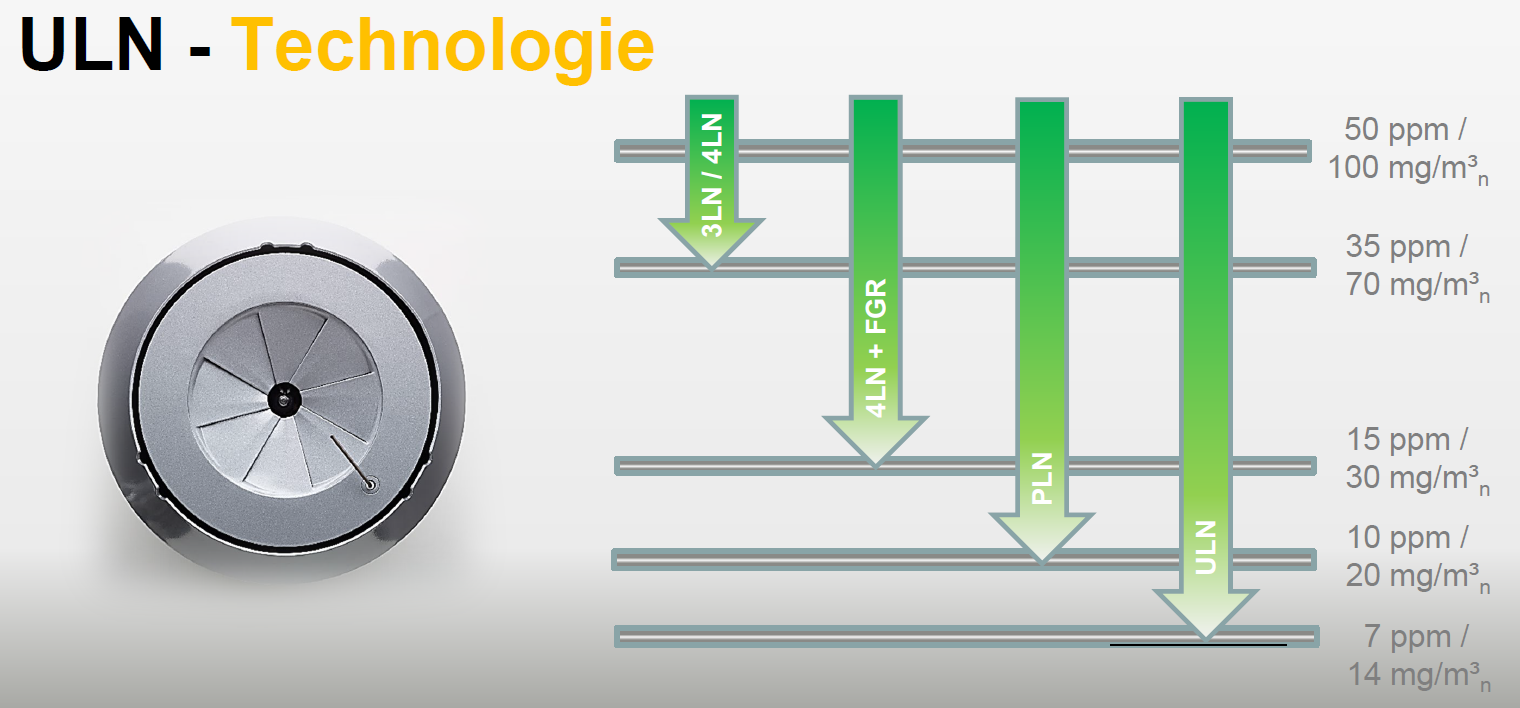 ULN - Technologie
3LN / 4LN
4LN + FGR
PLN
ULN
50 ppm /
100 mg/m³n
35 ppm /
70 mg/m³n
15 ppm /
30 mg/m³n
10 ppm /
20 mg/m³n
7 ppm /
14 mg/m³n